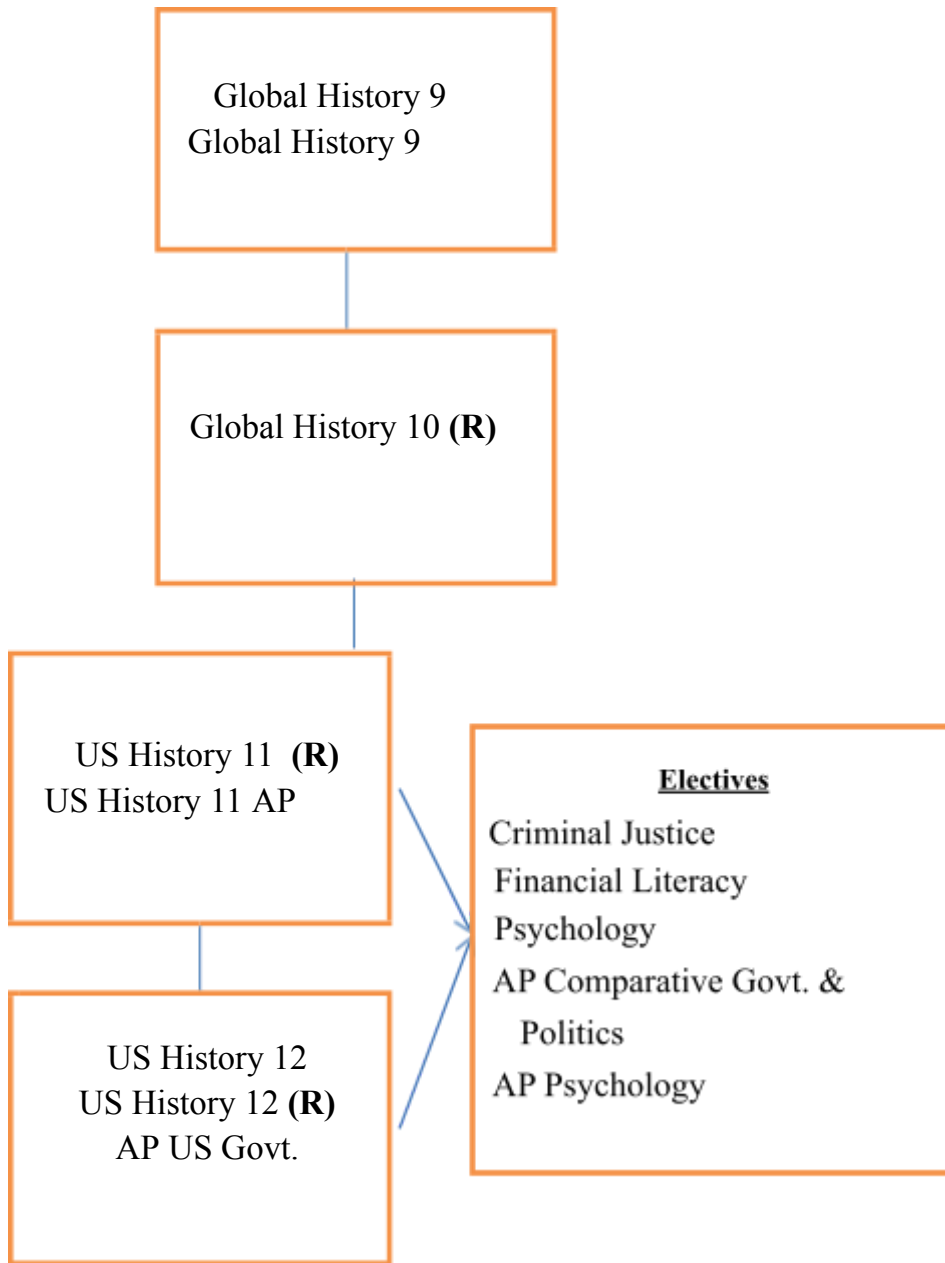 Global History 9
Global History 9
Global History 10 (R)
US History 11 (R)
US History 11 AP
US History 12
US History 12 (R)
AP US Govt.
Electives
Criminal Justice
Financial Literacy
Psychology
AP Comparative Govt. &
Politics
AP Psychology